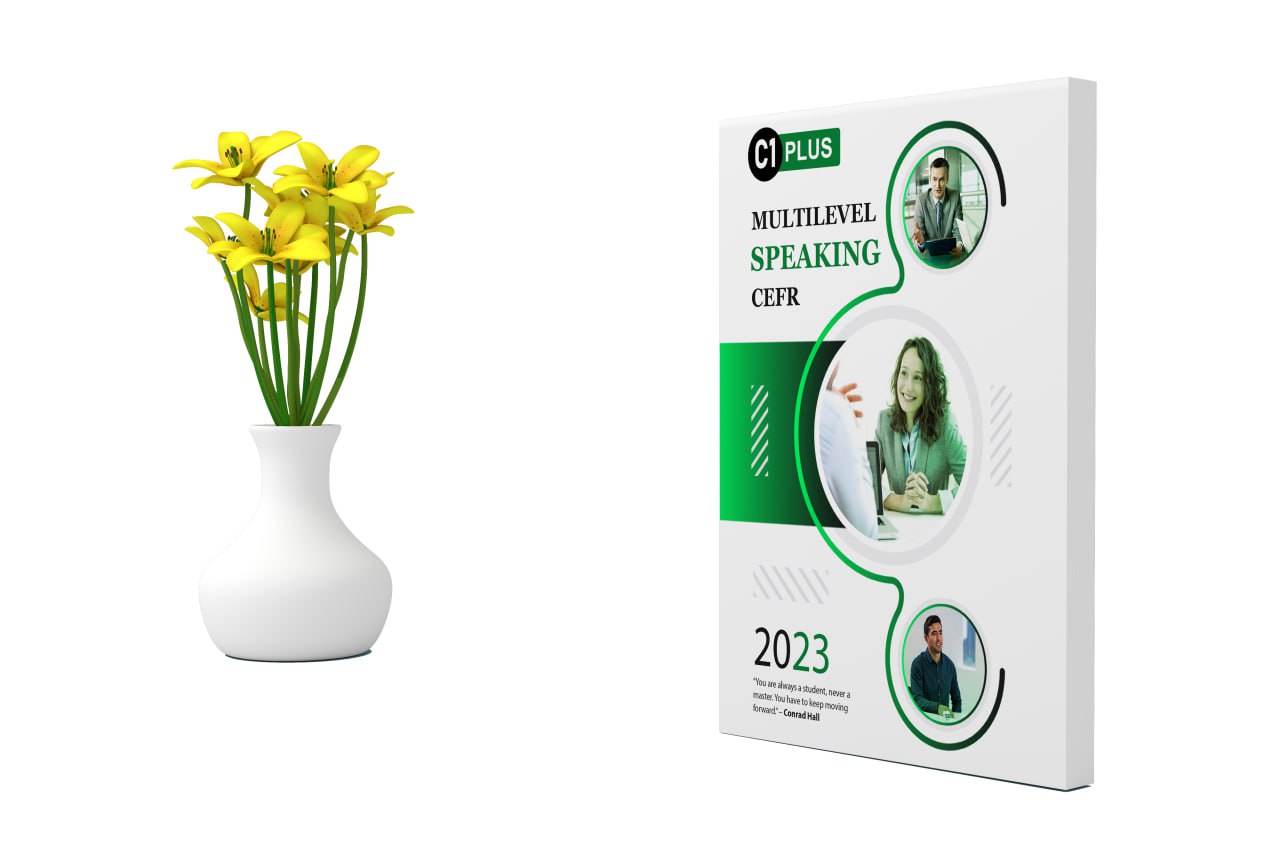 C1 PLUS
MULTILEVEL
SPEAKING
CEFR
2023
"You are always a student, never a
master. You have to keep moving
forward." – Conrad Hall